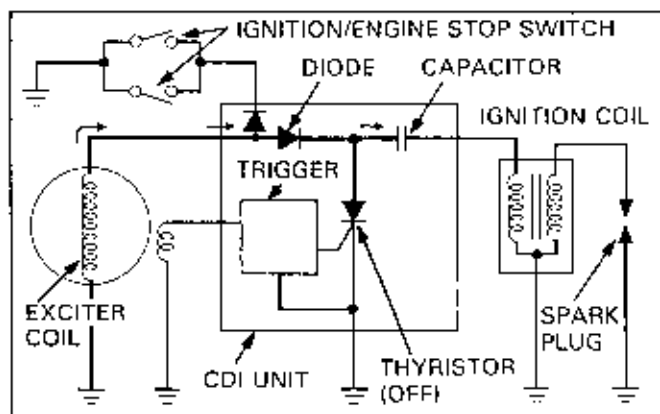 IGNITION/ENGINE STOP SWITCH
DIODE
CAPACITOR
IGNITION COIL
TRIGGER
EXCITER
COIL
CDI UNIT
THYRISTOR
(OFF)
SPARK
PLUG